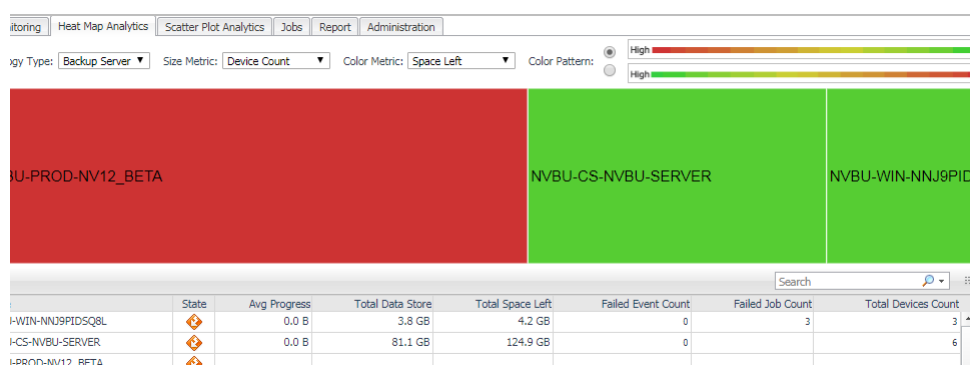 itoring Heat Map Analytics Scatter Plot Analytics Jobs Report Administration
ogy Type: Backup Server Size Metric: Device Count Color Metric: Space Left Color Pattern: High
High
BU-PROD-NV12_BETA NVBU-CS-NVBU-SERVER NVBU-WIN-NNJ9PID
Search
State Avg Progress Total Data Store Total Space Left Failed Event Count Failed Job Count Total Devices Count
J-WIN-NNJ9PIDSQ8L 0.0 B 3.8 GB 4.2 GB 0 3 3
J-CS-NVBU-SERVER 0.0 B 81.1 GB 124.9 GB 0 6
J-PROD-NV12_BETA